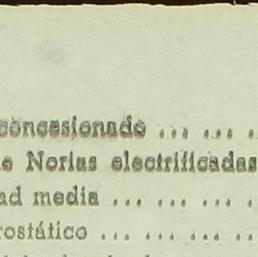 concesionado ... ... .
e Norias electrificadas
ad media ... ... ... ..
rostático ... ... ... ..